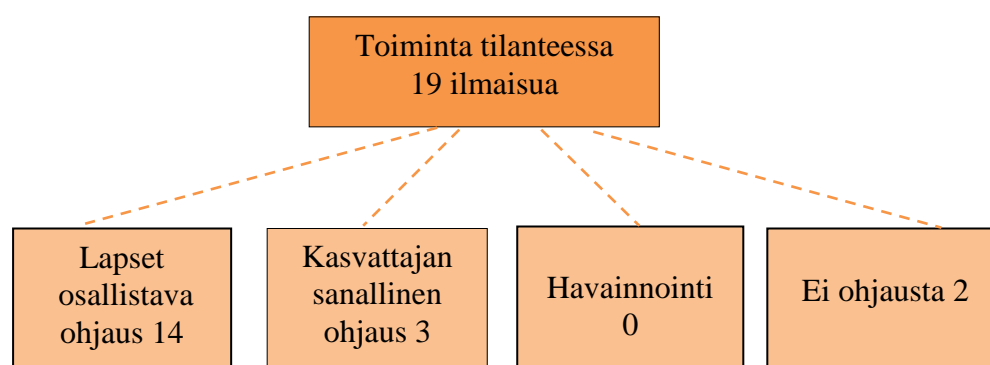 Toiminta tilanteessa
19 ilmaisua
Lapset
osallistava
ohjaus 14
Kasvattajan
sanallinen
ohjaus 3
Havainnointi
0
Ei ohjausta 2